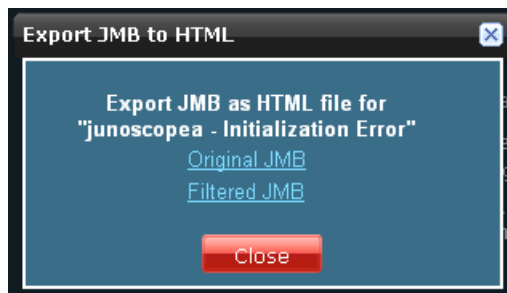 Export JMB to HTML
Export JMB as HTML file for
"junoscopea - Initialization Error"
Original JMB
Filtered JMB
Close